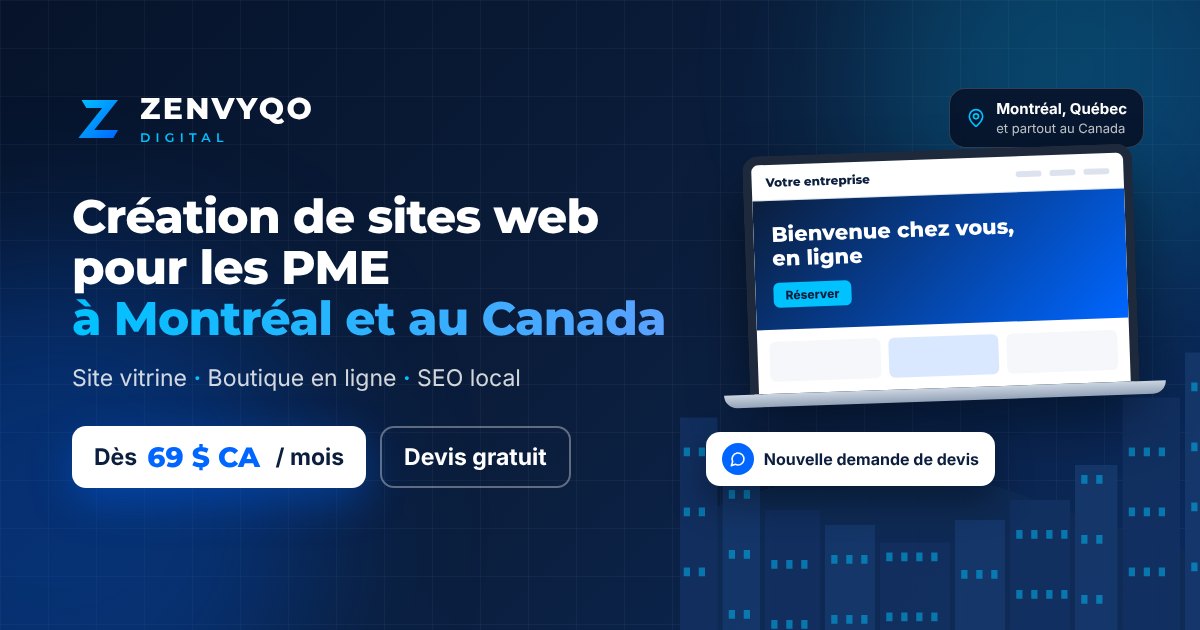 ZENVYQO
DIGITAL
Création de sites web
pour les PME
à Montréal et au Canada
Site vitrine · Boutique en ligne · SEO local
Dès 69 $ CA / mois
Devis gratuit
Montréal, Québec
et partout au Canada
Votre entreprise
Bienvenue chez vous,
en ligne
Réserver
Nouvelle demande de devis